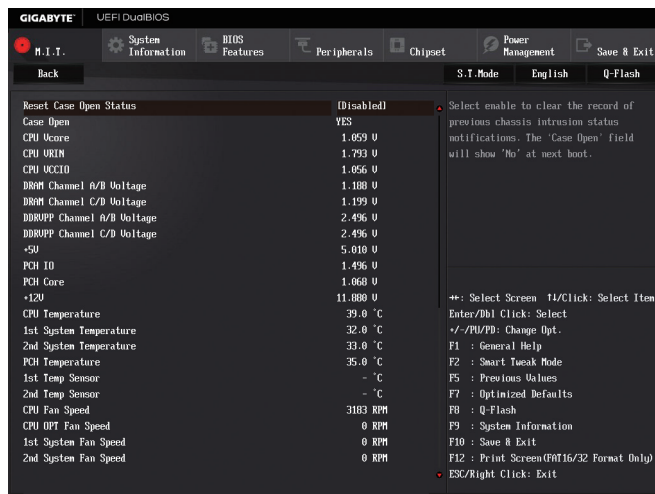 GIGABYTE™ UEFI DualBIOS
M.I.T. System Information BIOS Features Peripherals Chipset Power Management Save & Exit
Back S.T.Mode English Q-Flash
Reset Case Open Status [Disabled]
Case Open YES
CPU Vcore 1.059 V
CPU VRIN 1.793 V
CPU VCCIO 1.056 V
DRAM Channel A/B Voltage 1.188 V
DRAM Channel C/D Voltage 1.199 V
DDRVPP Channel A/B Voltage 2.496 V
DDRVPP Channel C/D Voltage 2.496 V
+5V 5.010 V
PCH IO 1.496 V
PCH Core 1.068 V
+12V 11.880 V
CPU Temperature 39.0 °C
1st System Temperature 32.0 °C
2nd System Temperature 33.0 °C
PCH Temperature 35.0 °C
1st Temp Sensor - °C
2nd Temp Sensor - °C
CPU Fan Speed 3183 RPM
CPU OPT Fan Speed 0 RPM
1st System Fan Speed 0 RPM
2nd System Fan Speed 0 RPM
Select enable to clear the record of
previous chassis intrusion status
notifications. The 'Case Open' field
will show 'No' at next boot.
→←: Select Screen ↑↓/Click: Select Item
Enter/Dbl Click: Select
+/-/PU/PD: Change Opt.
F1 : General Help
F2 : Smart Tweak Mode
F5 : Previous Values
F7 : Optimized Defaults
F8 : Q-Flash
F9 : System Information
F10 : Save & Exit
F12 : Print Screen(FAT16/32 Format Only)
ESC/Right Click: Exit